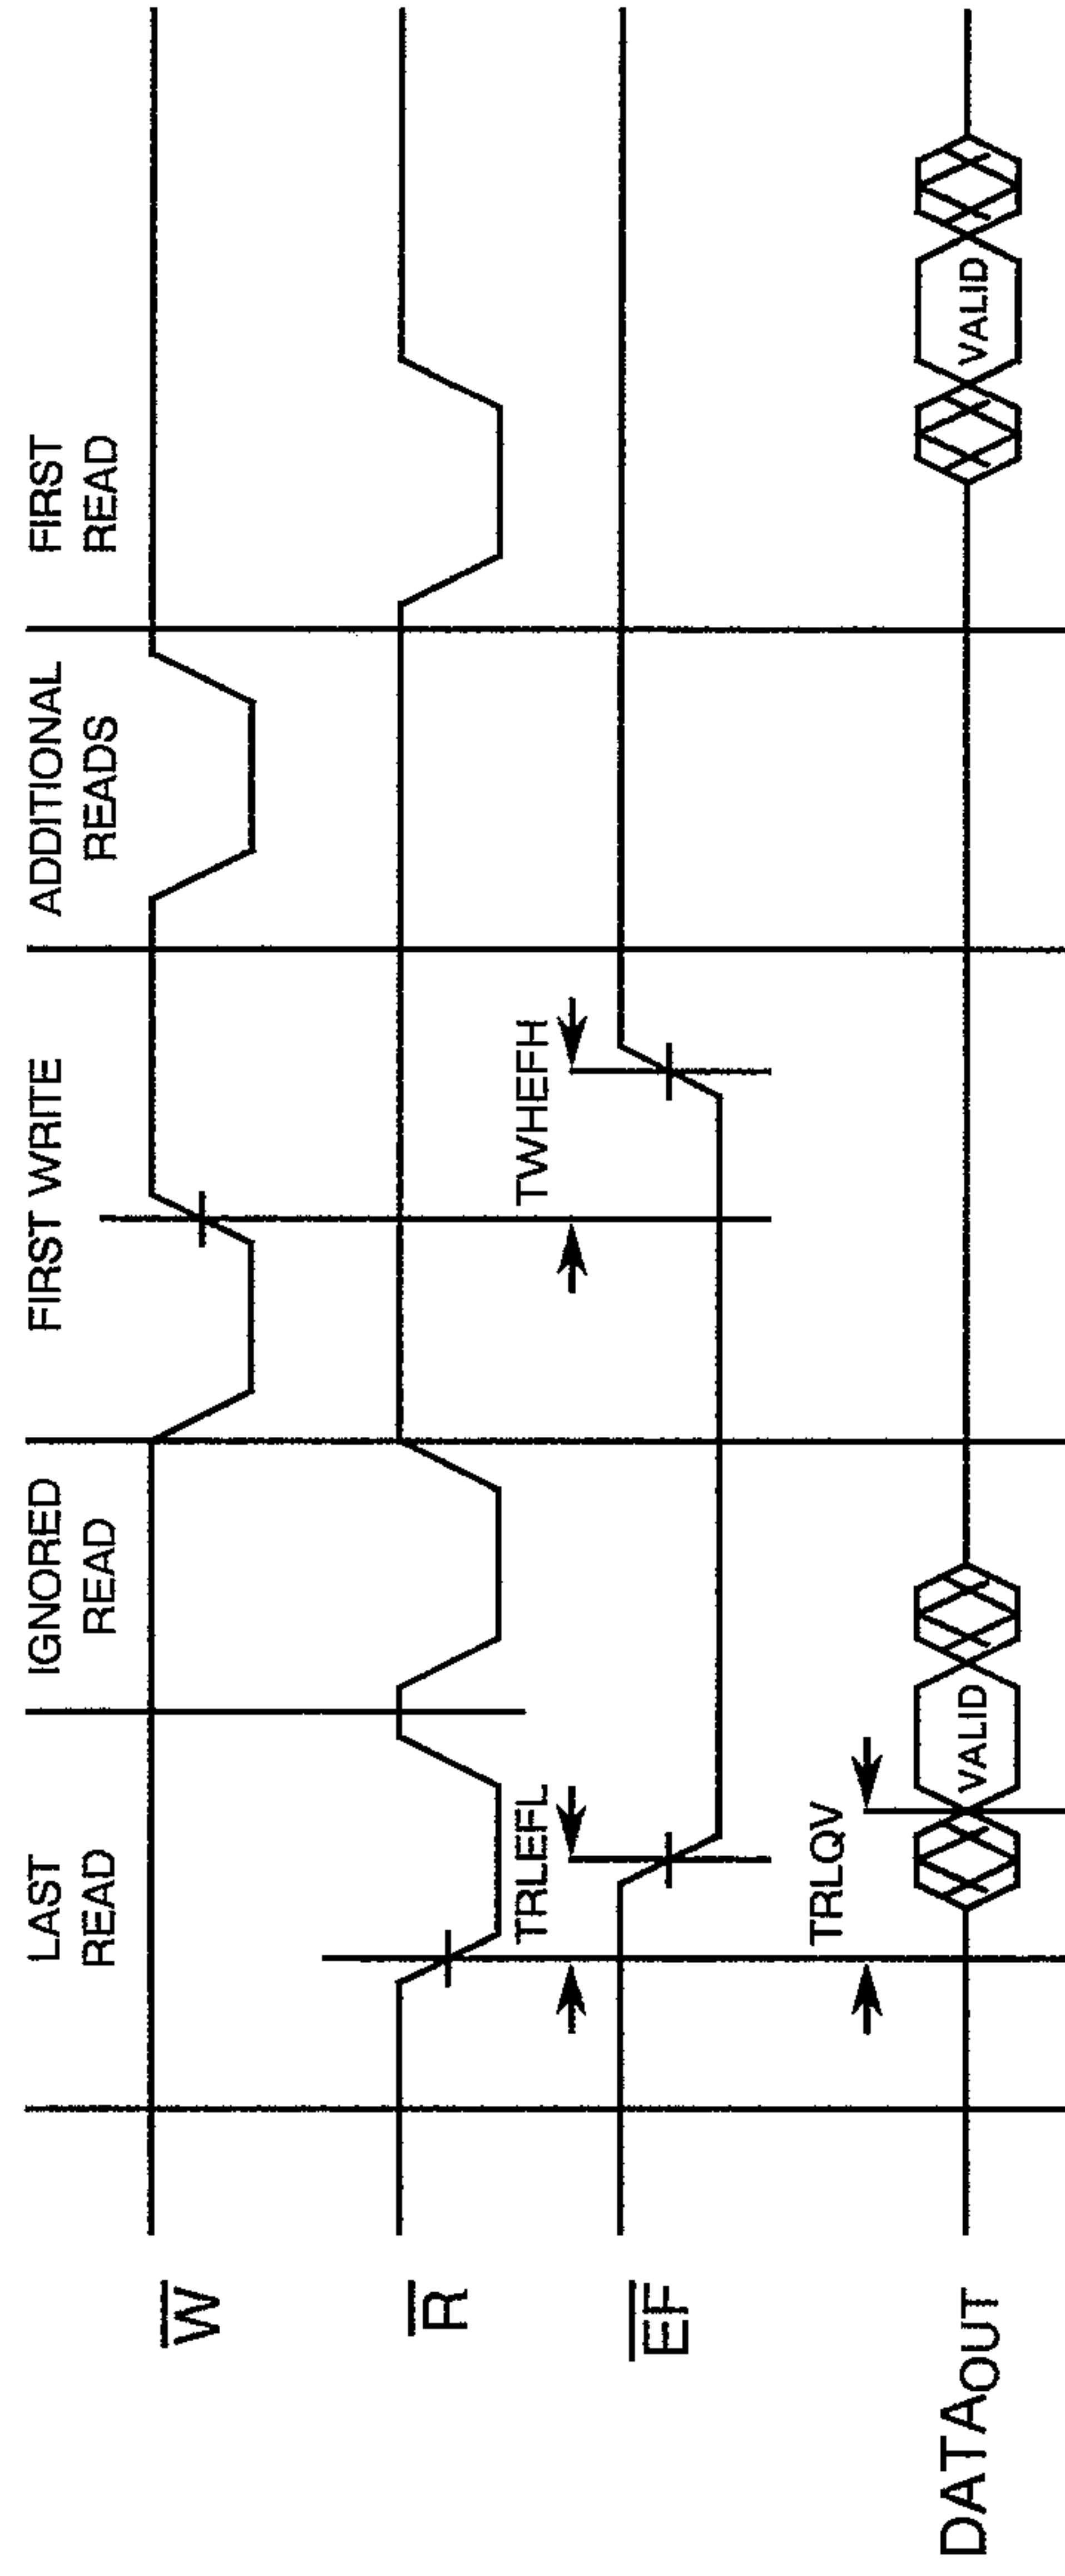 LAST
READ
IGNORED
READ
FIRST WRITE
ADDITIONAL
READS
FIRST
READ
W
R
TRLEFL
TWHEFH
EF
TRLQV
DATAOUT
VALID
VALID